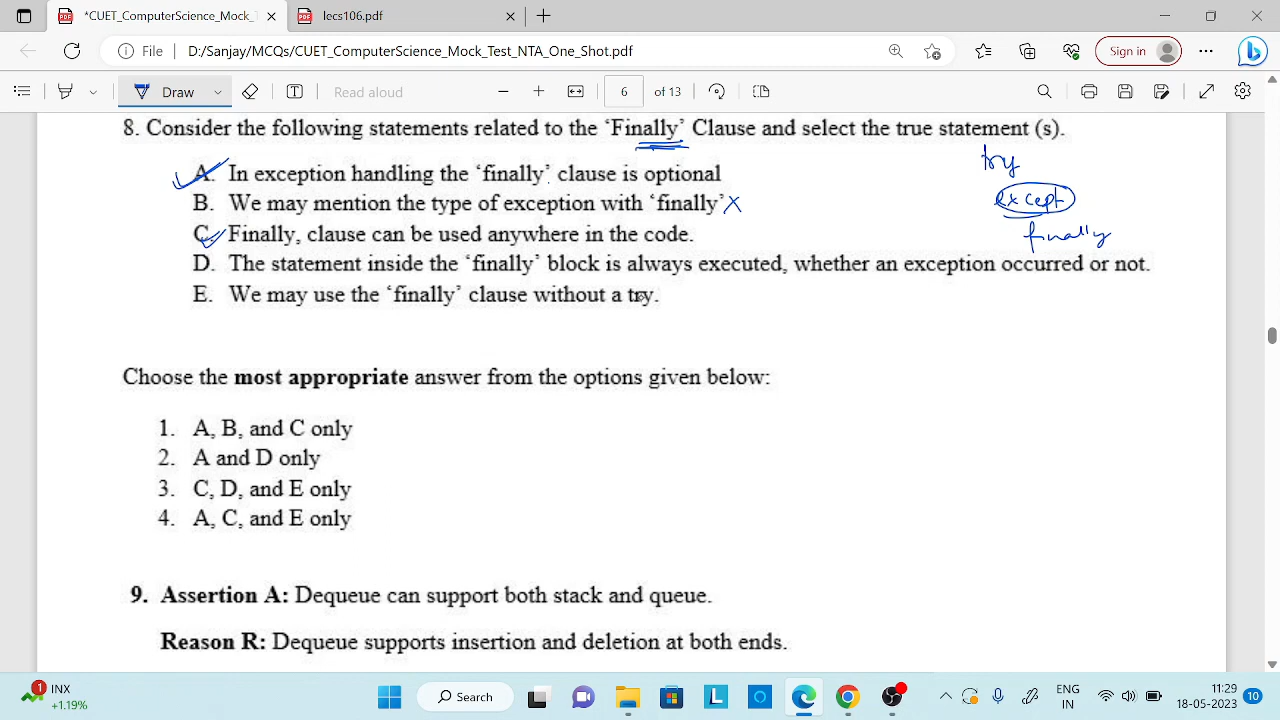 *CUET_ComputerScience_Mock_T
lecs106.pdf
File
D:/Sanjay/MCQs/CUET_ComputerScience_Mock_Test_NTA_One_Shot.pdf
Sign in
Draw
Read aloud
6
of 13
8. Consider the following statements related to the ‘Finally’ Clause and select the true statement (s).
try
A. In exception handling the ‘finally’ clause is optional
except
B. We may mention the type of exception with ‘finally’ X
finally
C. Finally, clause can be used anywhere in the code.
D. The statement inside the ‘finally’ block is always executed, whether an exception occurred or not.
E. We may use the ‘finally’ clause without a try.
Choose the most appropriate answer from the options given below:
1. A, B, and C only
2. A and D only
3. C, D, and E only
4. A, C, and E only
9. Assertion A: Dequeue can support both stack and queue.
Reason R: Dequeue supports insertion and deletion at both ends.
1
INX
+1.19%
Search
L
ENG
IN
11:29
18-05-2023
10